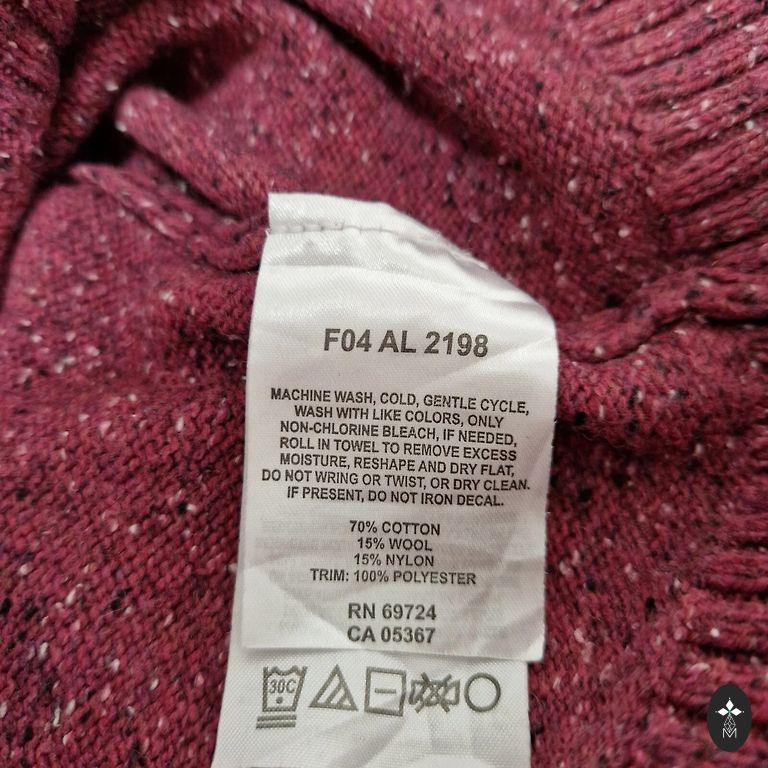 F04 AL 2198
MACHINE WASH, COLD, GENTLE CYCLE,
WASH WITH LIKE COLORS, ONLY
NON-CHLORINE BLEACH, IF NEEDED,
ROLL IN TOWEL TO REMOVE EXCESS
MOISTURE, RESHAPE AND DRY FLAT,
DO NOT WRING OR TWIST, OR DRY CLEAN.
IF PRESENT, DO NOT IRON DECAL.
70% COTTON
15% WOOL
15% NYLON
TRIM: 100% POLYESTER
RN 69724
CA 05367
30C
M